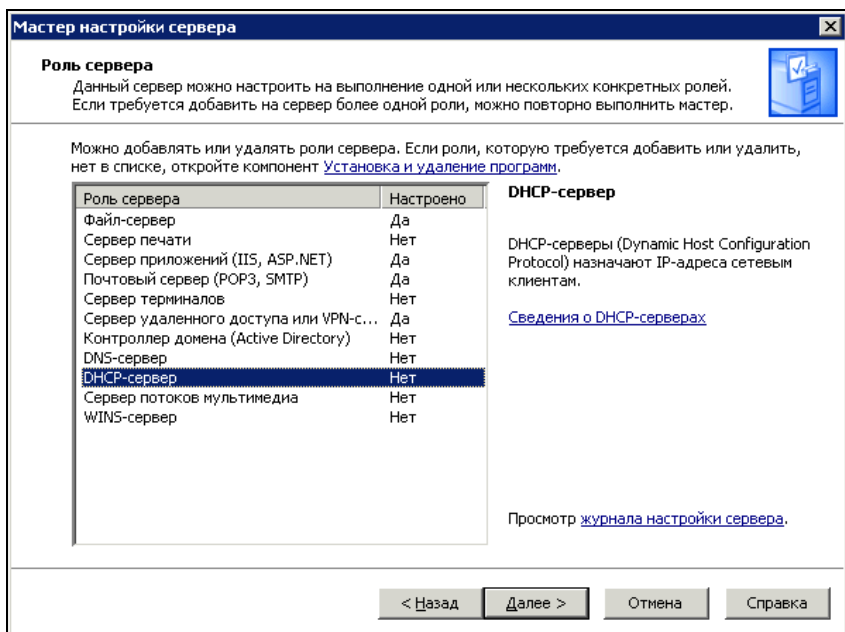 Мастер настройки сервера
Роль сервера
Данный сервер можно настроить на выполнение одной или нескольких конкретных ролей.
Если требуется добавить на сервер более одной роли, можно повторно выполнить мастер.
Можно добавлять или удалять роли сервера. Если роли, которую требуется добавить или удалить,
нет в списке, откройте компонент Установка и удаление программ.
Роль сервера Настроено
Файл-сервер Да
Сервер печати Нет
Сервер приложений (IIS, ASP.NET) Да
Почтовый сервер (POP3, SMTP) Да
Сервер терминалов Нет
Сервер удаленного доступа или VPN-с... Да
Контроллер домена (Active Directory) Нет
DNS-сервер Нет
DHCP-сервер Нет
Сервер потоков мультимедиа Нет
WINS-сервер Нет
DHCP-сервер
DHCP-серверы (Dynamic Host Configuration
Protocol) назначают IP-адреса сетевым
клиентам.
Сведения о DHCP-серверах
Просмотр журнала настройки сервера.
< Назад Далее > Отмена Справка